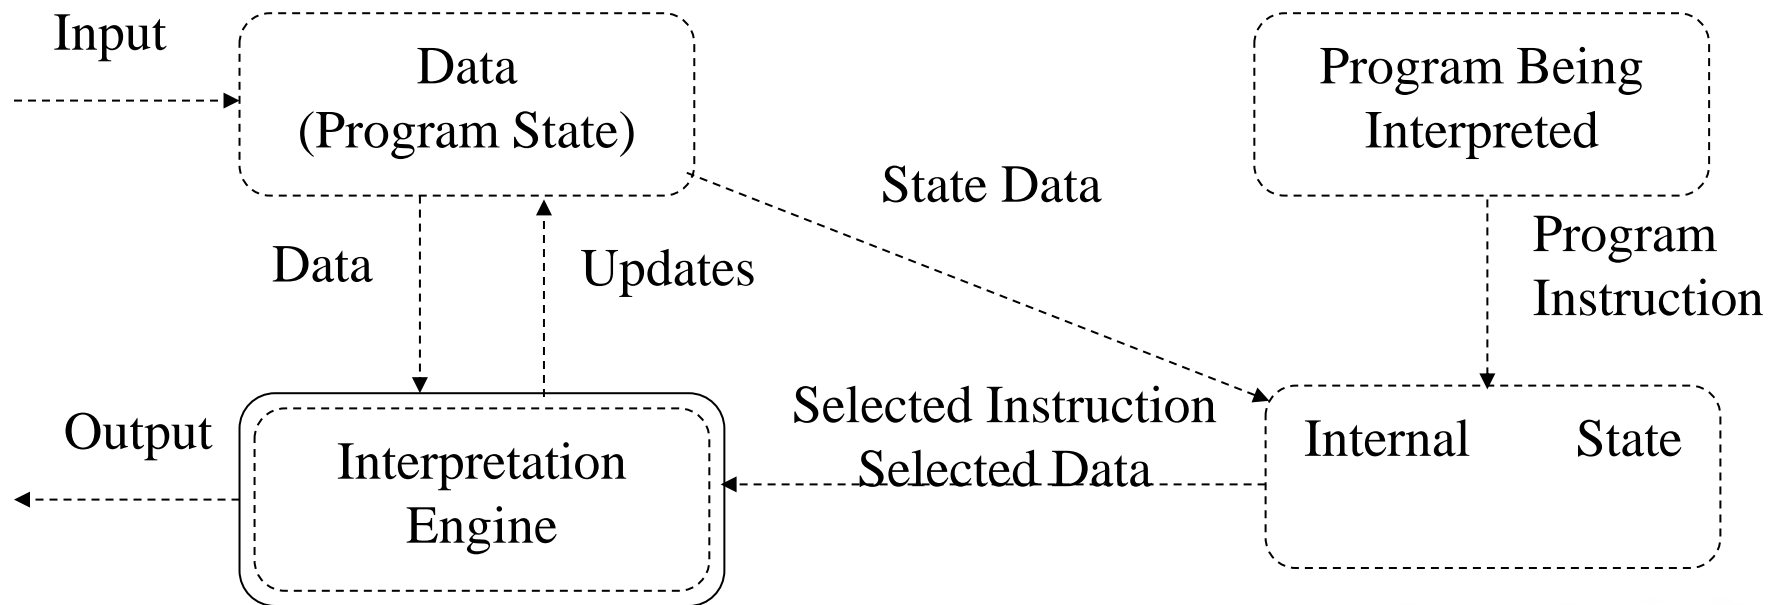 Input
Data
(Program State)
Program Being
Interpreted
State Data
Program
Instruction
Data
Updates
Selected Instruction
Selected Data
Internal State
Output
Interpretation
Engine